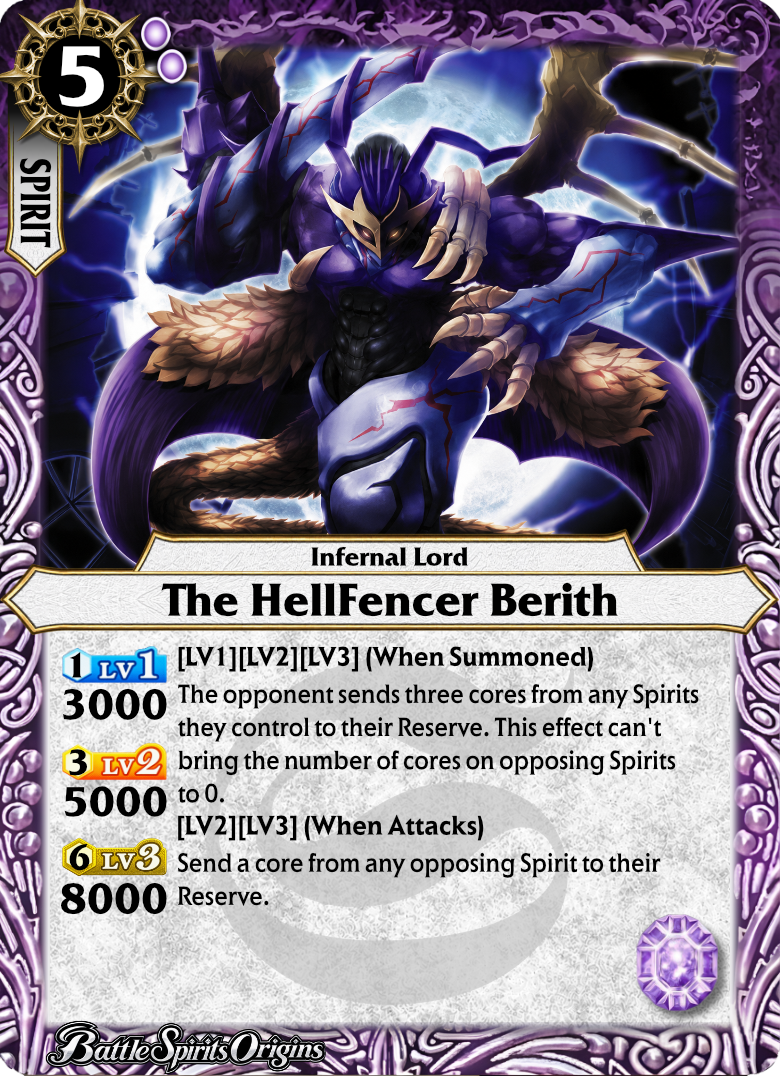 5
SPIRIT
Infernal Lord
The HellFencer Berith
1 LV1
3000
3 LV2
5000
6 LV3
8000
[LV1][LV2][LV3] (When Summoned)
The opponent sends three cores from any Spirits
they control to their Reserve. This effect can't
bring the number of cores on opposing Spirits
to 0.
[LV2][LV3] (When Attacks)
Send a core from any opposing Spirit to their
Reserve.
Battle Spirits Origins